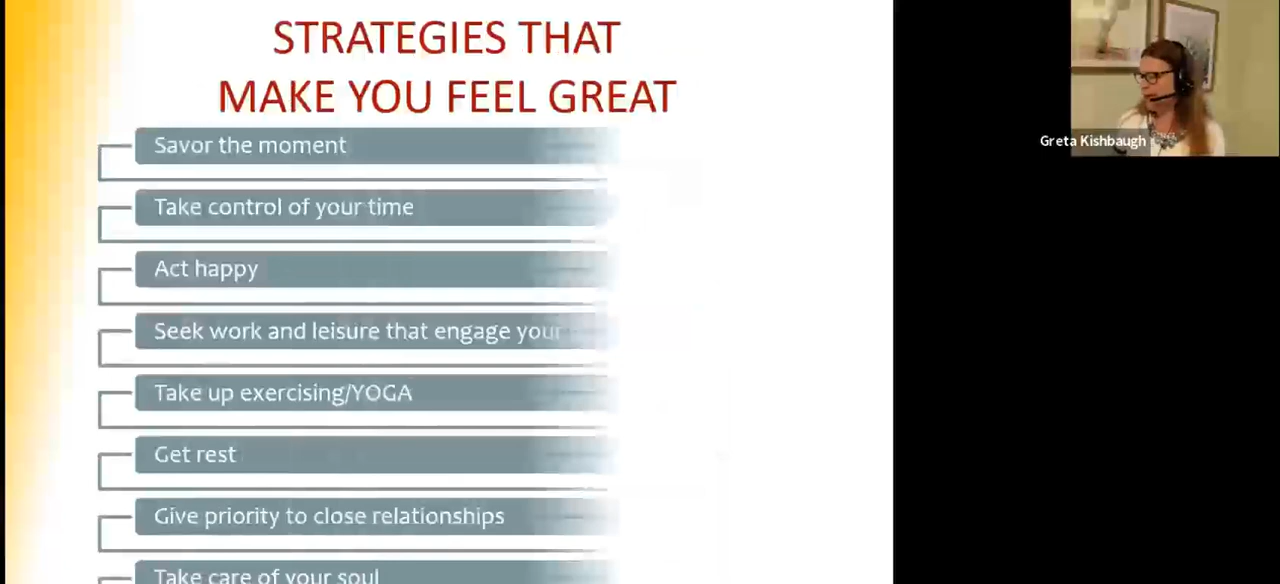 STRATEGIES THAT
MAKE YOU FEEL GREAT
Savor the moment
Take control of your time
Act happy
Seek work and leisure that engage your
Take up exercising/YOGA
Get rest
Give priority to close relationships
Take care of your soul
Greta Kishbaugh